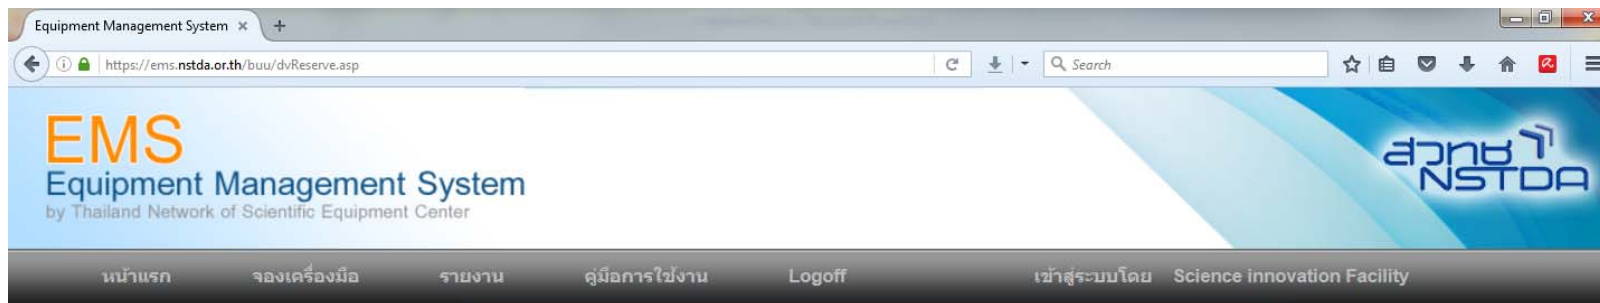 Equipment Management System
https://ems.nstda.or.th/buu/dvReserve.asp Search
EMS
Equipment Management System
by Thailand Network of Scientific Equipment Center
สวทช
NSTDA
หน้าแรก จองเครื่องมือ รายงาน คู่มือการใช้งาน Logoff เข้าสู่ระบบโดย Science innovation Facility